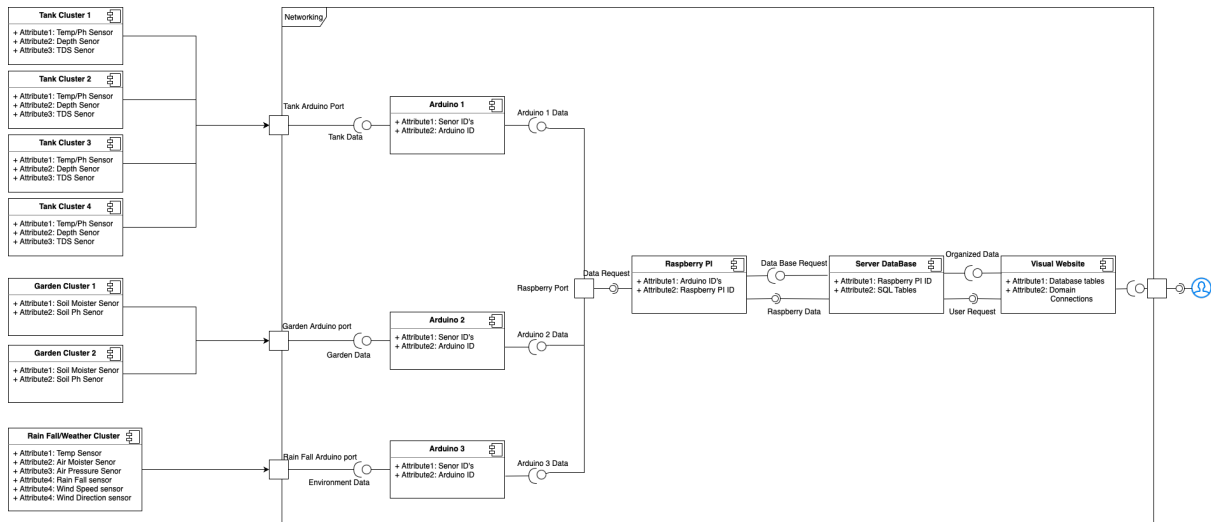 Tank Cluster 1
+ Attribute1: Temp/Ph Sensor
+ Attribute2: Depth Senor
+ Attribute3: TDS Senor
Tank Cluster 2
+ Attribute1: Temp/Ph Sensor
+ Attribute2: Depth Senor
+ Attribute3: TDS Senor
Tank Cluster 3
+ Attribute1: Temp/Ph Sensor
+ Attribute2: Depth Senor
+ Attribute3: TDS Senor
Tank Cluster 4
+ Attribute1: Temp/Ph Sensor
+ Attribute2: Depth Senor
+ Attribute3: TDS Senor
Garden Cluster 1
+ Attribute1: Soil Moister Senor
+ Attribute2: Soil Ph Senor
Garden Cluster 2
+ Attribute1: Soil Moister Senor
+ Attribute2: Soil Ph Senor
Rain Fall/Weather Cluster
+ Attribute1: Temp Sensor
+ Attribute2: Air Moister Senor
+ Attribute3: Air Pressure Senor
+ Attribute4: Rain Fall sensor
+ Attribute4: Wind Speed sensor
+ Attribute4: Wind Direction sensor
Networking
Tank Arduino Port
Tank Data
Arduino 1
+ Attribute1: Senor ID's
+ Attribute2: Arduino ID
Arduino 1 Data
Garden Arduino port
Garden Data
Arduino 2
+ Attribute1: Senor ID's
+ Attribute2: Arduino ID
Arduino 2 Data
Rain Fall Arduino port
Environment Data
Arduino 3
+ Attribute1: Senor ID's
+ Attribute2: Arduino ID
Arduino 3 Data
Raspberry Port
Data Request
Raspberry PI
+ Attribute1: Arduino ID's
+ Attribute2: Raspberry PI ID
Data Base Request
Raspberry Data
Server DataBase
+ Attribute1: Raspberry PI ID
+ Attribute2: SQL Tables
Organized Data
User Request
Visual Website
+ Attribute1: Database tables
+ Attribute2: Domain
Connections